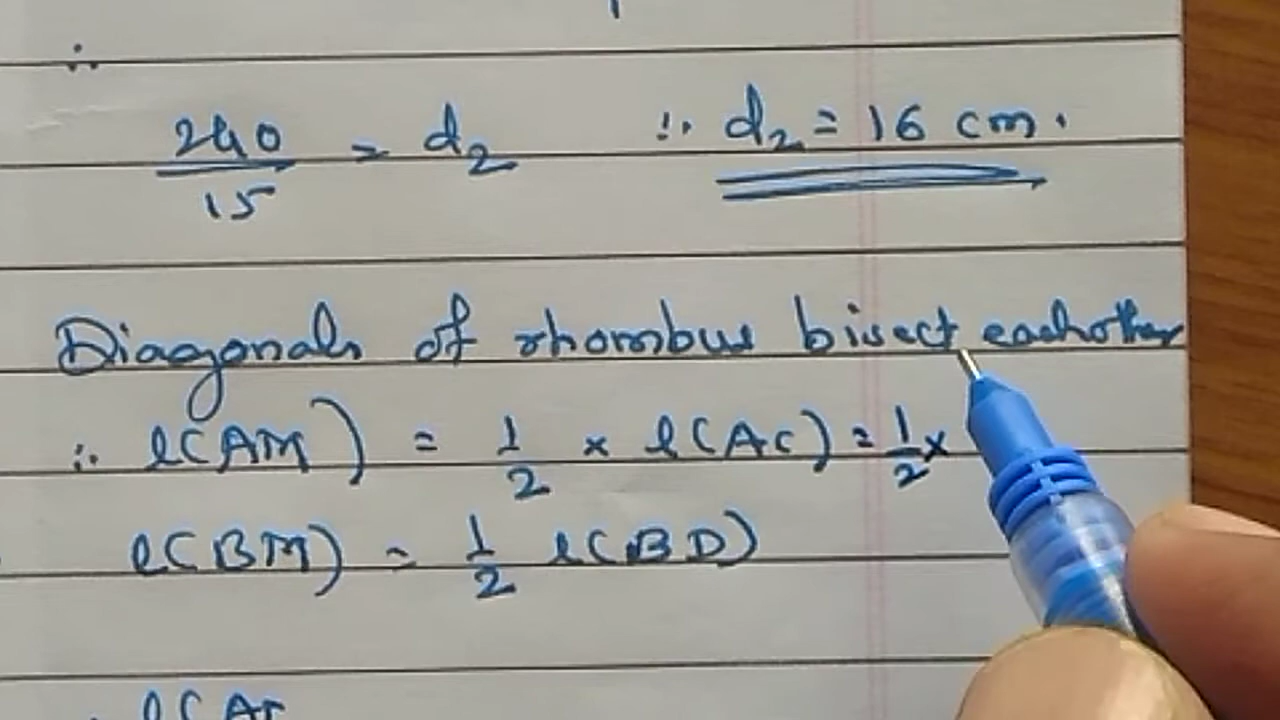 ∴
240/15 = d₂ ∴ d₂ = 16 cm.
Diagonals of rhombus bisect eachother
∴ l(AM) = 1/2 × l(AC) = 1/2 ×
l(BM) = 1/2 l(BD)